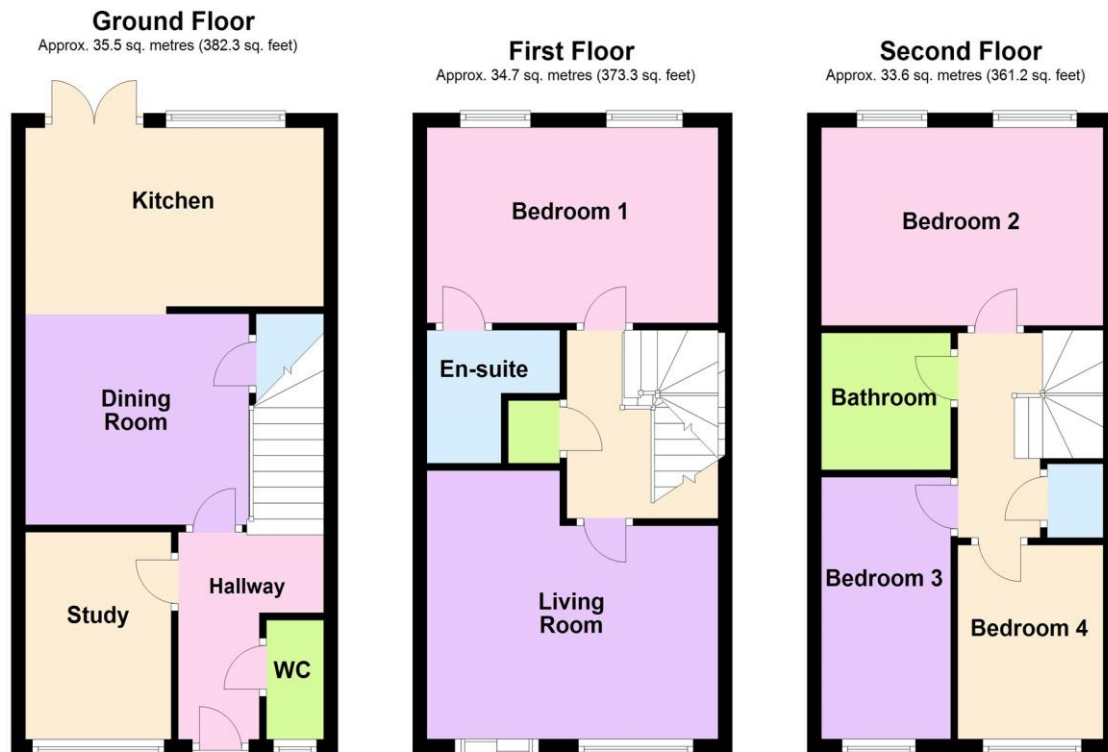 Ground Floor
Approx. 35.5 sq. metres (382.3 sq. feet)
Kitchen
Dining
Room
Hallway
Study
WC
First Floor
Approx. 34.7 sq. metres (373.3 sq. feet)
Bedroom 1
En-suite
Living
Room
Second Floor
Approx. 33.6 sq. metres (361.2 sq. feet)
Bedroom 2
Bathroom
Bedroom 3
Bedroom 4